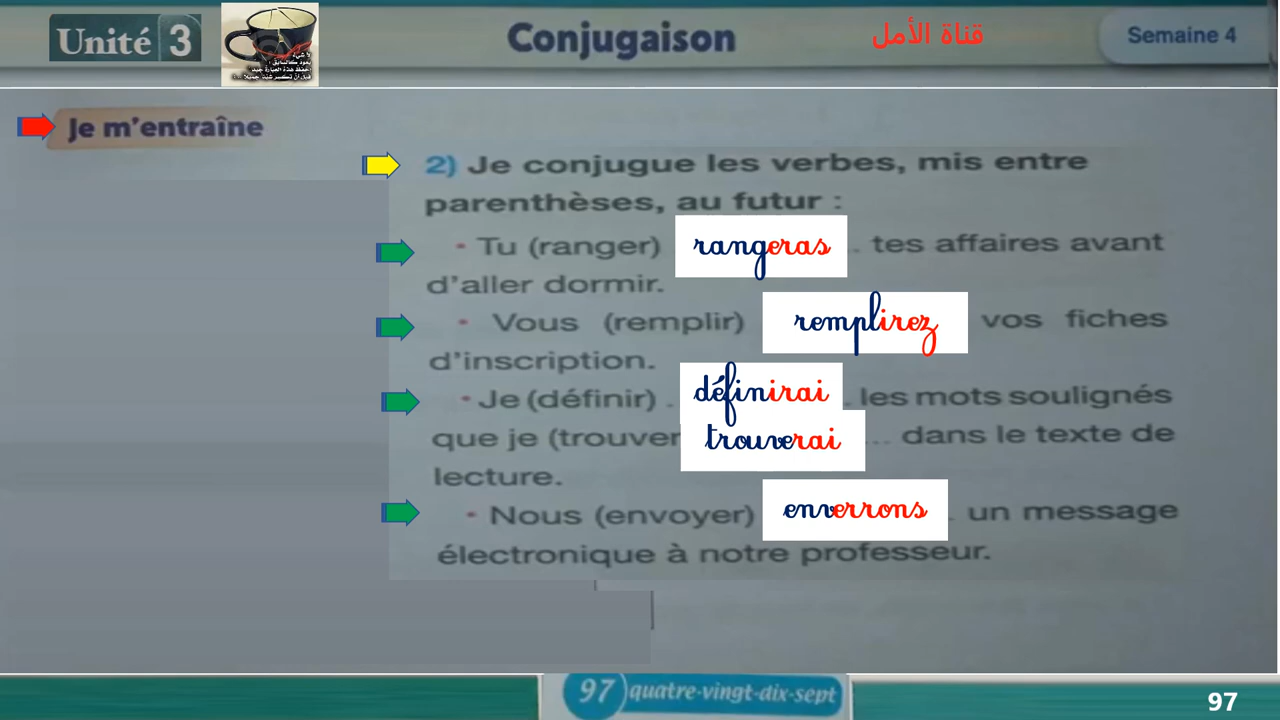 Unité 3
Conjugaison
قناة الأمل
Semaine 4
Je m'entraîne
2) Je conjugue les verbes, mis entre
parenthèses, au futur :
• Tu (ranger) rangeras .. tes affaires avant
d'aller dormir.
• Vous (remplir) remplirez vos fiches
d'inscription.
• Je (définir) . définirai . les mots soulignés
que je (trouver trouverai ... dans le texte de
lecture.
• Nous (envoyer) enverrons . un message
électronique à notre professeur.
97 quatre-vingt-dix-sept
97